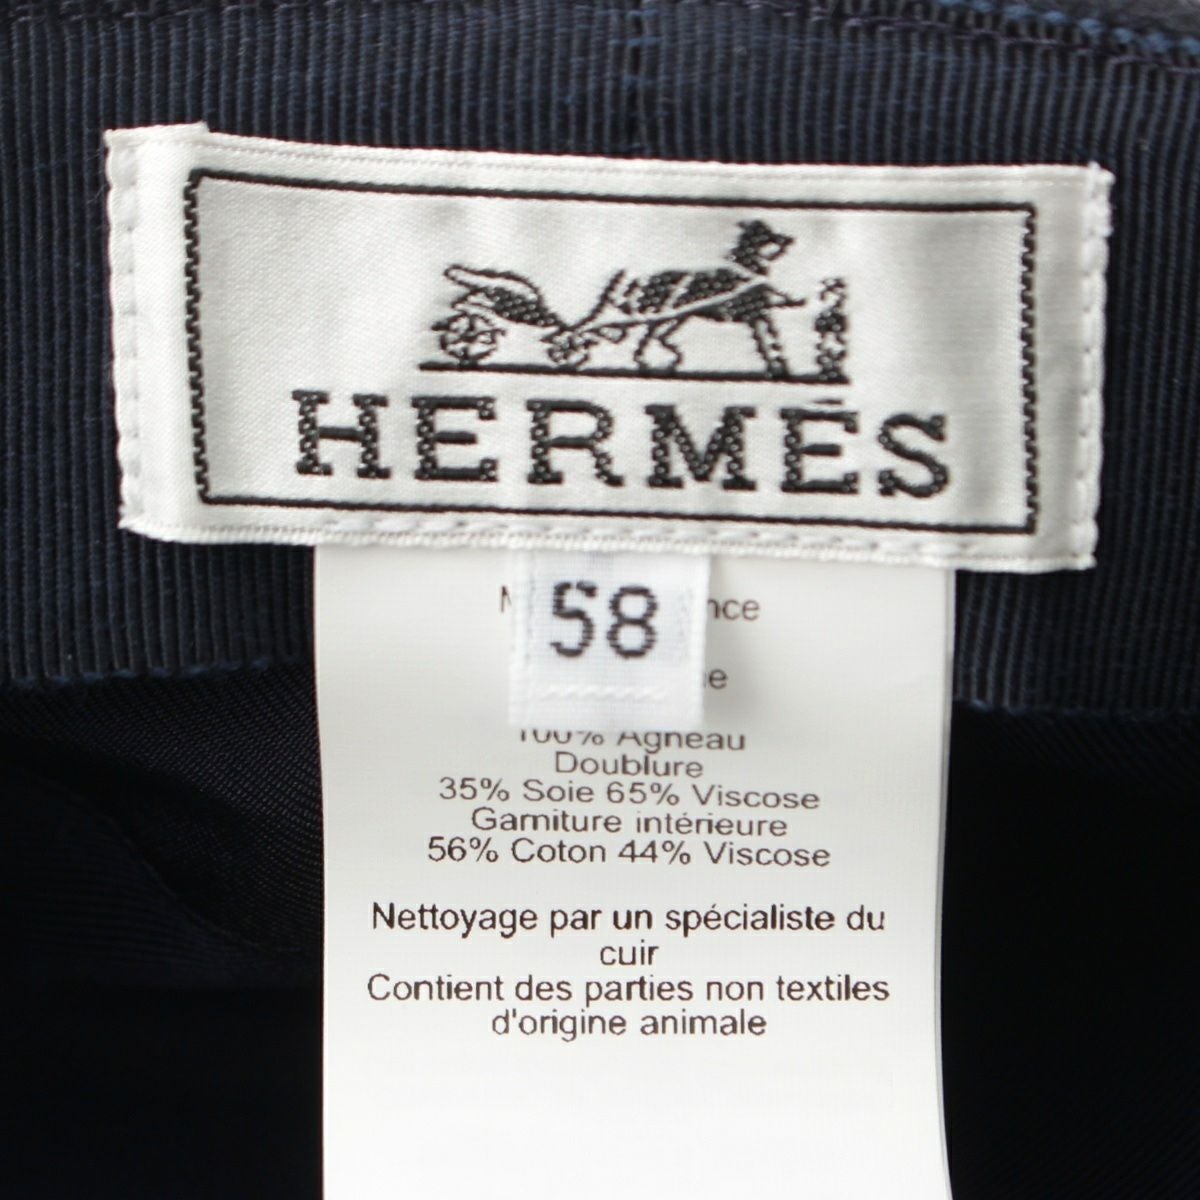 HERMÈS
58
100% Agneau
Doublure
35% Soie 65% Viscose
Garniture intérieure
56% Coton 44% Viscose
Nettoyage par un spécialiste du
cuir
Contient des parties non textiles
d'origine animale